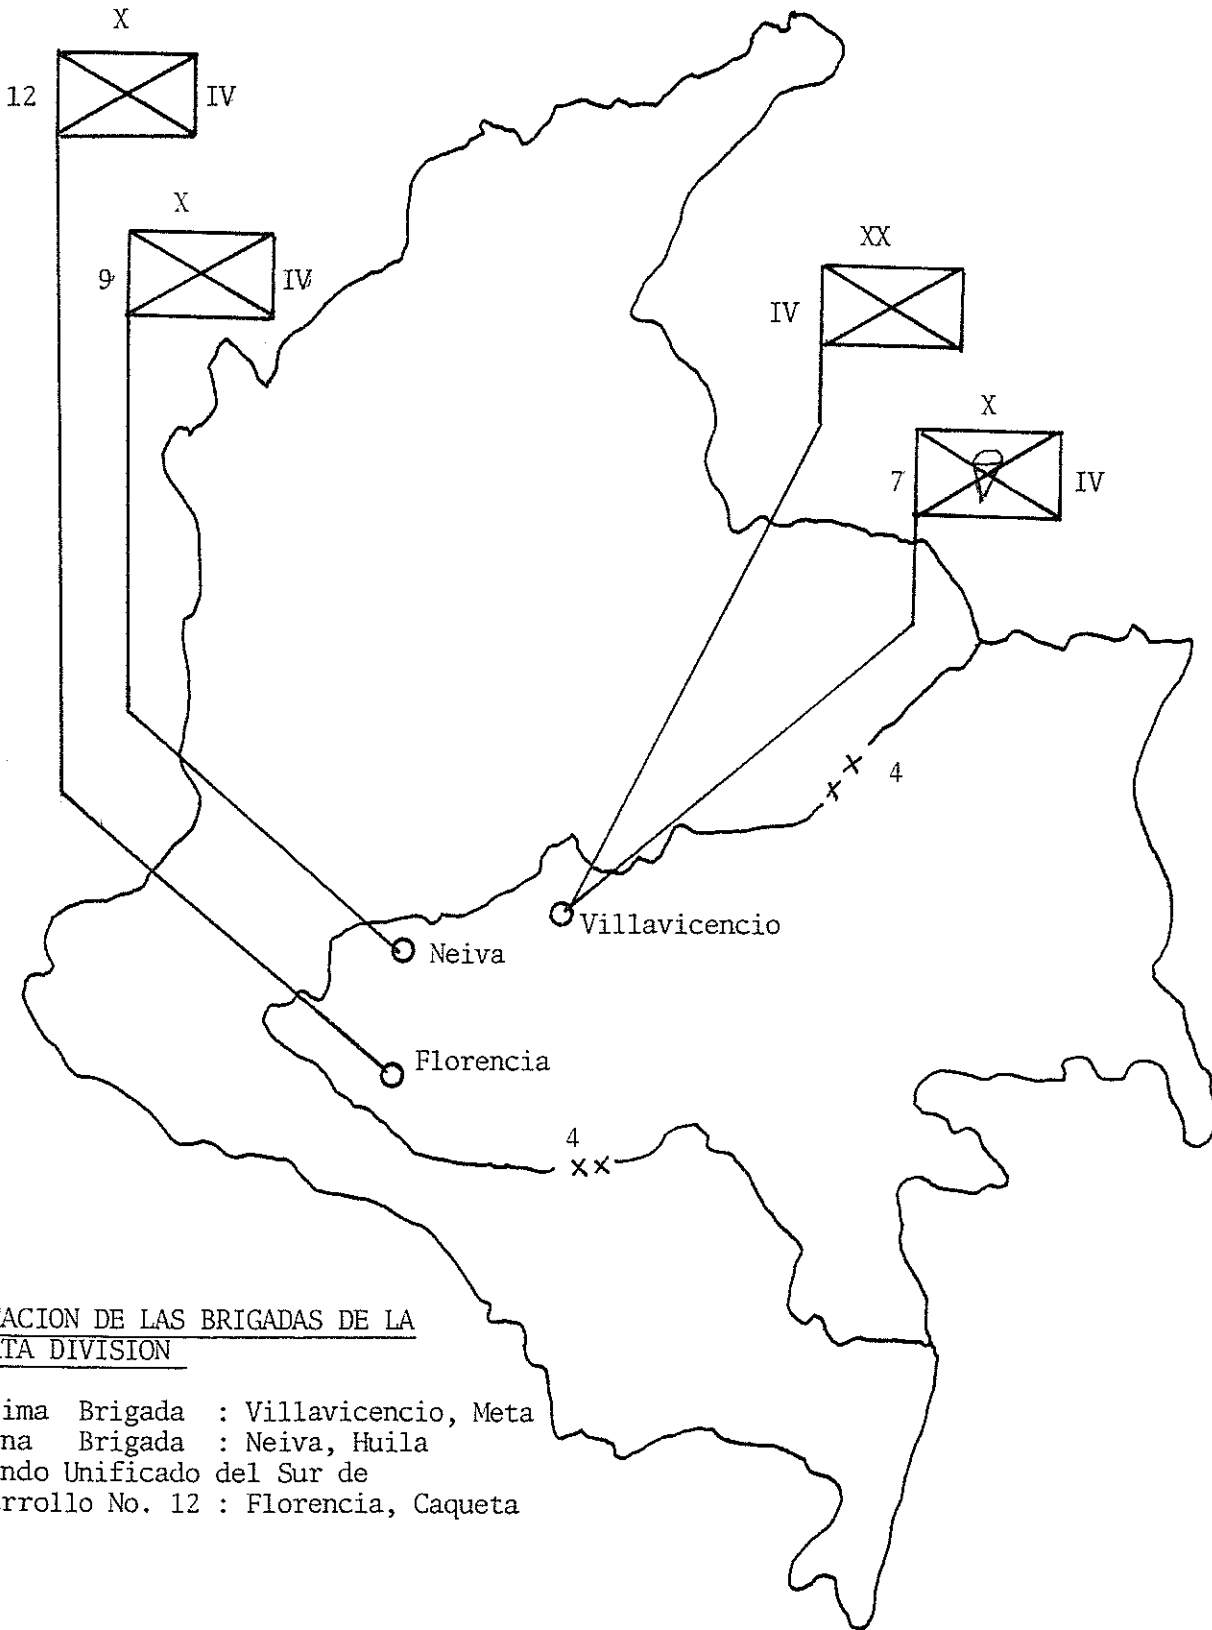 X
12 IV
X
9 IV
XX
IV
X
7 IV
4
Villavicencio
Neiva
Florencia
4
XX
ACION DE LAS BRIGADAS DE LA
TA DIVISION
ima Brigada : Villavicencio, Meta
na Brigada : Neiva, Huila
ndo Unificado del Sur de
rrollo No. 12 : Florencia, Caqueta